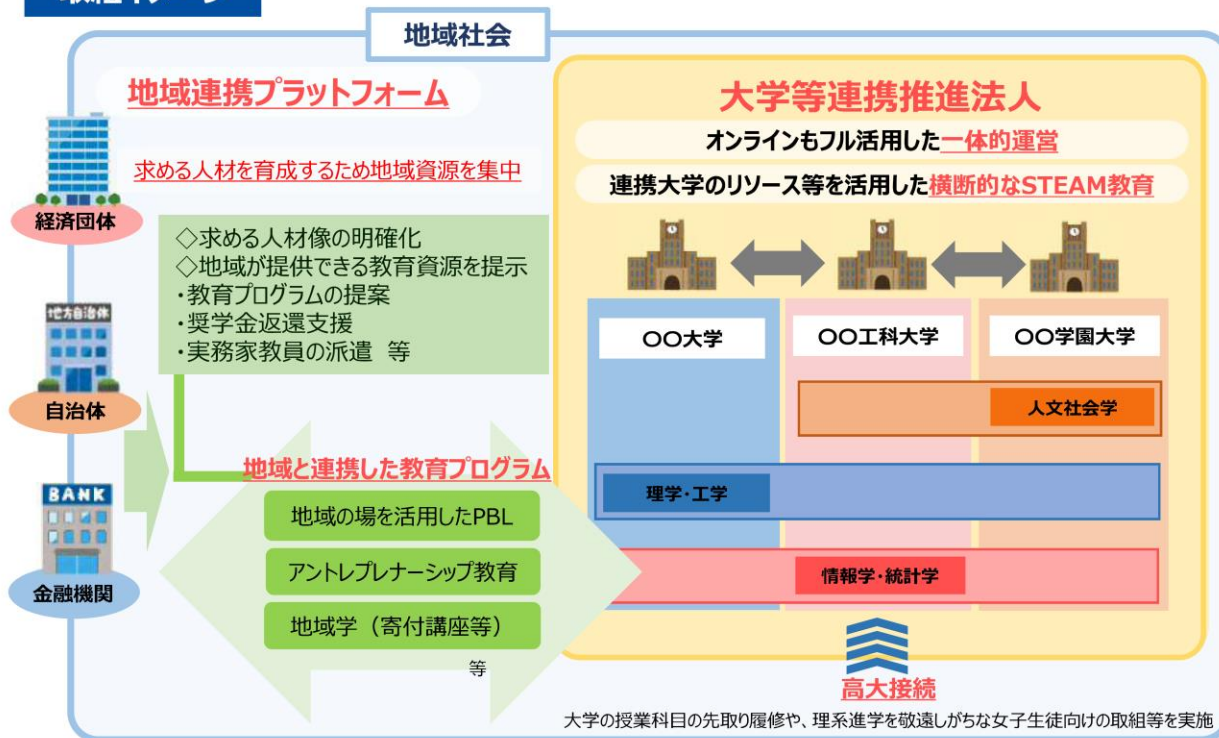 地域社会
地域連携プラットフォーム
求める人材を育成するため地域資源を集中
経済団体
◇求める人材像の明確化
◇地域が提供できる教育資源を提示
・教育プログラムの提案
・奨学金返還支援
・実務家教員の派遣 等
地方自治体
自治体
BANK
金融機関
地域と連携した教育プログラム
地域の場を活用したPBL
アントレプレナーシップ教育
地域学（寄付講座等）
等
大学等連携推進法人
オンラインもフル活用した一体的運営
連携大学のリソース等を活用した横断的なSTEAM教育
〇〇大学
〇〇工科大学
〇〇学園大学
人文社会学
理学・工学
情報学・統計学
高大接続
大学の授業科目の先取り履修や、理系進学を敬遠しがちな女子生徒向けの取組等を実施